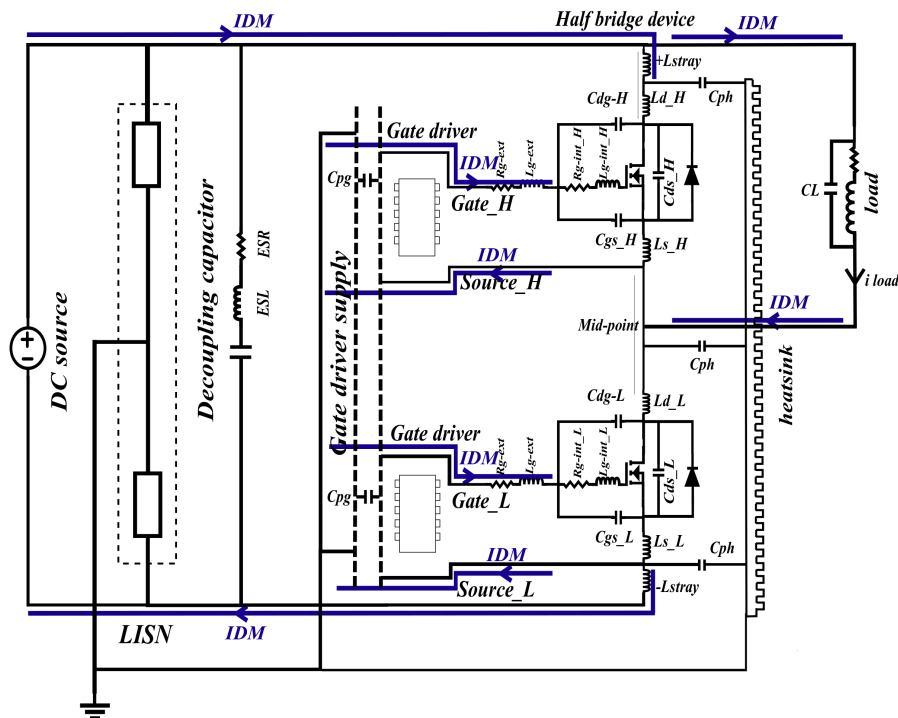 IDM
Half bridge device
IDM
+Lstray
Cph
Cdg-H
Ld_H
Gate driver
IDM
Rg-ext
Lg-ext
Rg-int_H
Lg-int_H
Cds_H
Cpg
Gate_H
CL
load
Cgs_H
Ls_H
IDM
Source_H
i load
ESR
ESL
Decoupling capacitor
DC source
Gate driver supply
Mid-point
IDM
Cph
heatsink
Cdg-L
Ld_L
Gate driver
IDM
Rg-ext
Lg-ext
Rg-int_L
Lg-int_L
Cds_L
Cpg
Gate_L
Cgs_L
Ls_L
Cph
IDM
Source_L
-Lstray
LISN
IDM